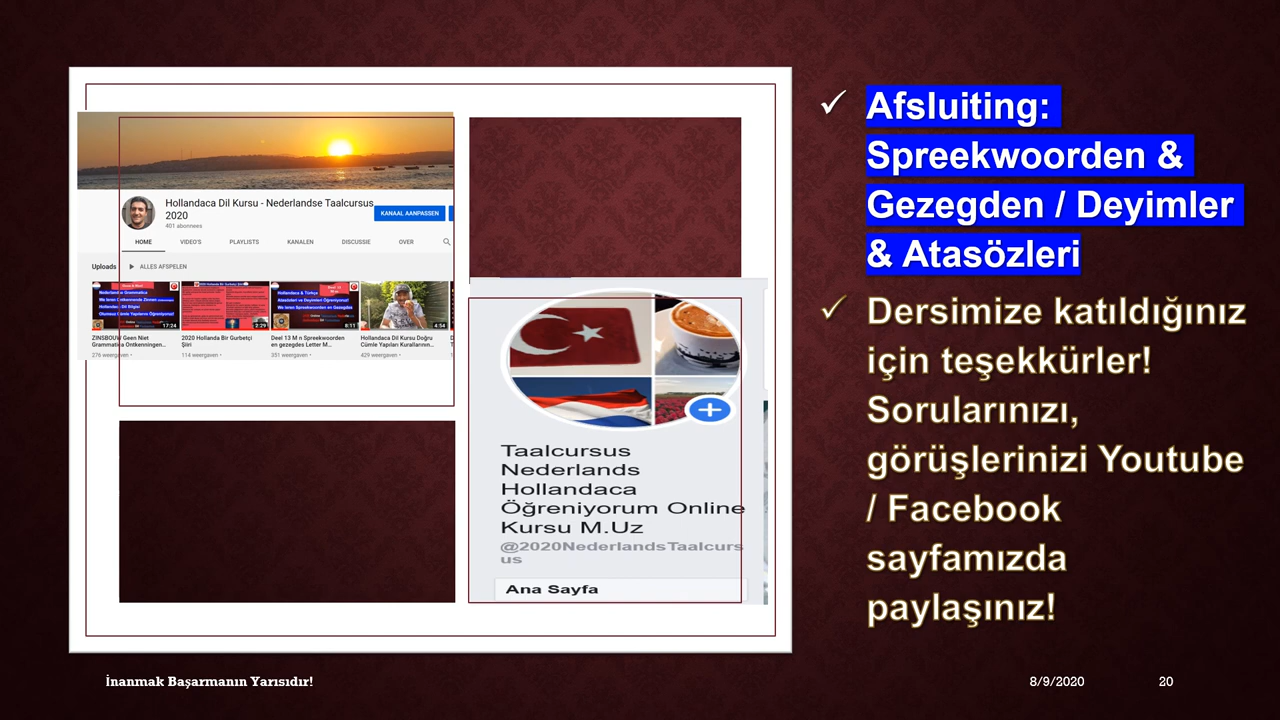 Hollandaca Dil Kursu - Nederlandse Taalcursus
2020
401 abonnees
KANAAL AANPASSEN
HOME VIDEO'S PLAYLISTS KANALEN DISCUSSIE OVER
Uploads ALLES AFSPELEN
17:24 2:29 8:11 4:54
ZINSBOUW Geen Niet
Grammatica Ontkenningen...
276 weergaven •
2020 Hollanda Bir Gurbetçi
Şiiri
114 weergaven •
Deel 13 M n Spreekwoorden
en gezegdes Letter M...
351 weergaven •
Hollandaca Dil Kursu Doğru
Cümle Yapıları Kurallarının...
429 weergaven •
Taalcursus
Nederlands
Hollandaca
Öğreniyorum Online
Kursu M.Uz
@2020NederlandsTaalcurs
us
Ana Sayfa
Afsluiting:
Spreekwoorden &
Gezegden / Deyimler
& Atasözleri
Dersimize katıldığınız
için teşekkürler!
Sorularınızı,
görüşlerinizi Youtube
/ Facebook
sayfamızda
paylaşınız!
İnanmak Başarmanın Yarısıdır!
8/9/2020
20